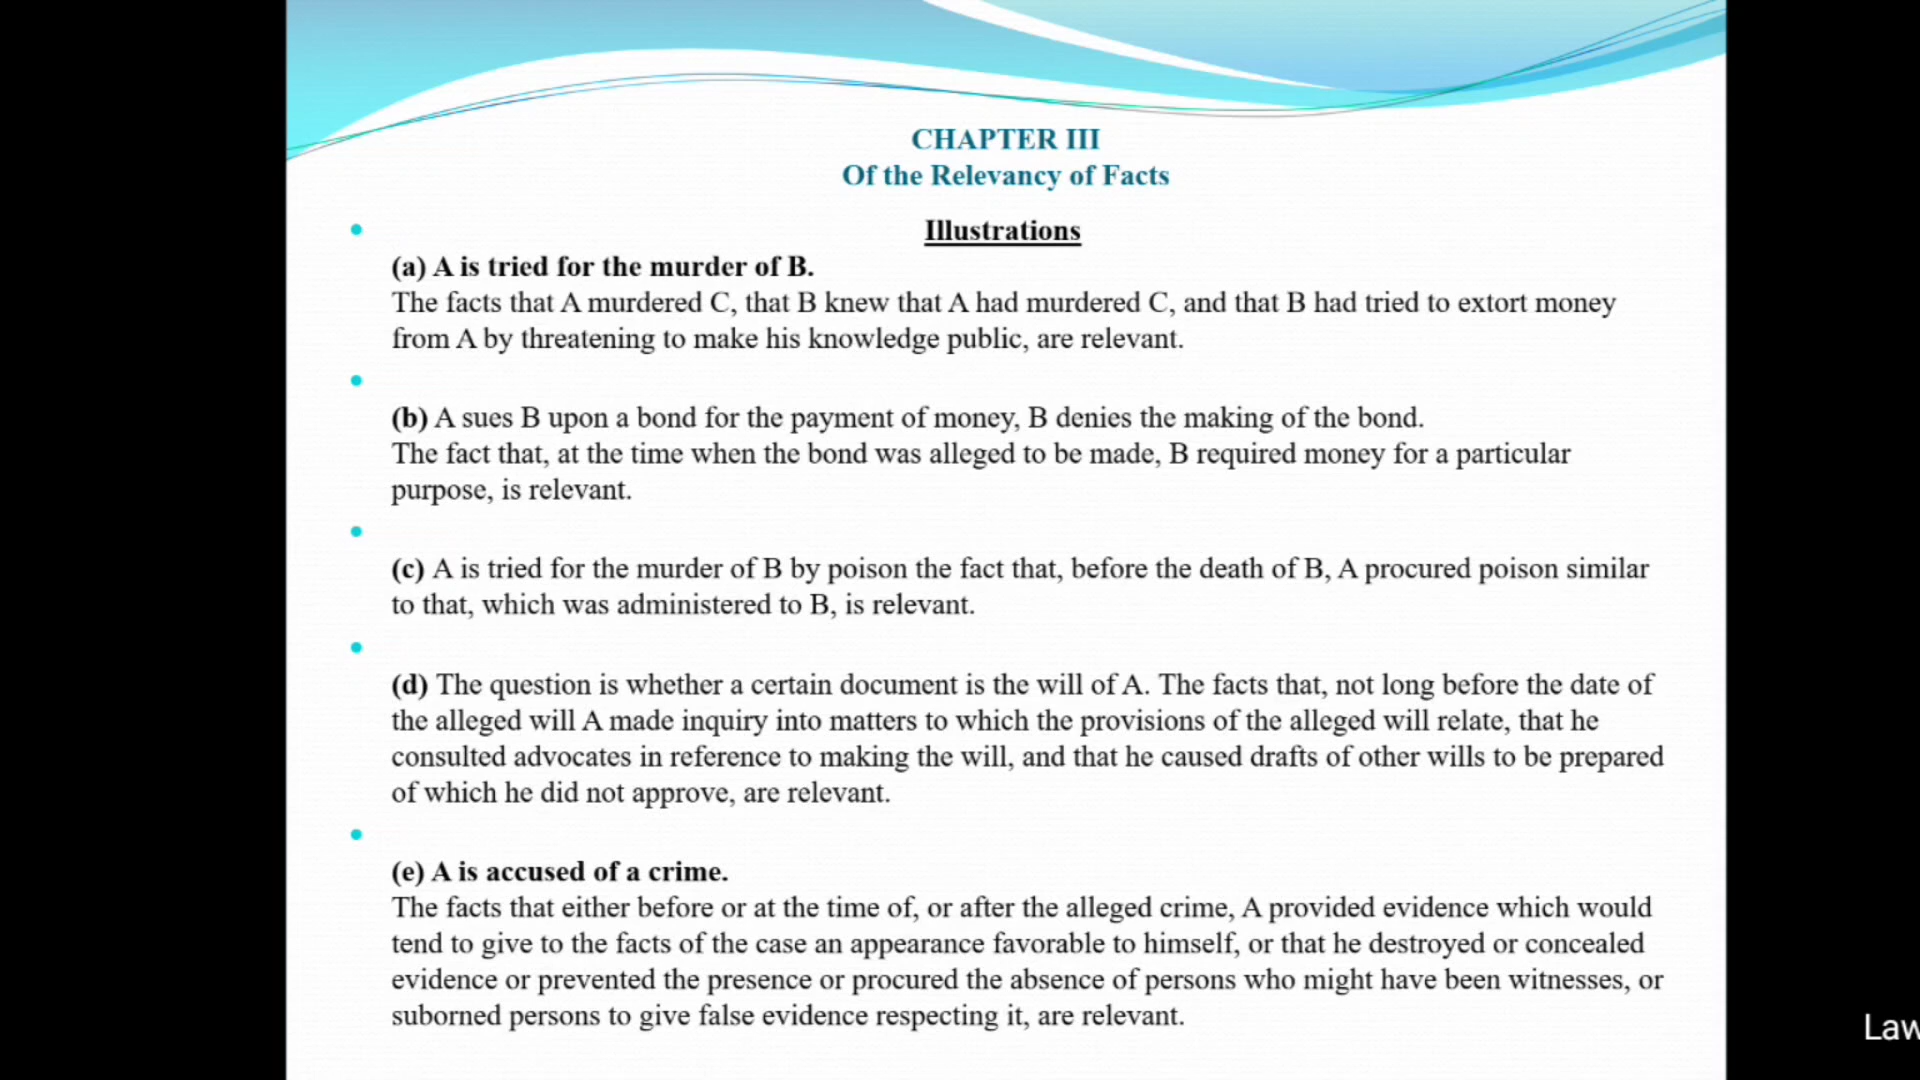 CHAPTER III
Of the Relevancy of Facts
Illustrations
(a) A is tried for the murder of B.
The facts that A murdered C, that B knew that A had murdered C, and that B had tried to extort money
from A by threatening to make his knowledge public, are relevant.
(b) A sues B upon a bond for the payment of money, B denies the making of the bond.
The fact that, at the time when the bond was alleged to be made, B required money for a particular
purpose, is relevant.
(c) A is tried for the murder of B by poison the fact that, before the death of B, A procured poison similar
to that, which was administered to B, is relevant.
(d) The question is whether a certain document is the will of A. The facts that, not long before the date of
the alleged will A made inquiry into matters to which the provisions of the alleged will relate, that he
consulted advocates in reference to making the will, and that he caused drafts of other wills to be prepared
of which he did not approve, are relevant.
(e) A is accused of a crime.
The facts that either before or at the time of, or after the alleged crime, A provided evidence which would
tend to give to the facts of the case an appearance favorable to himself, or that he destroyed or concealed
evidence or prevented the presence or procured the absence of persons who might have been witnesses, or
suborned persons to give false evidence respecting it, are relevant.
Law